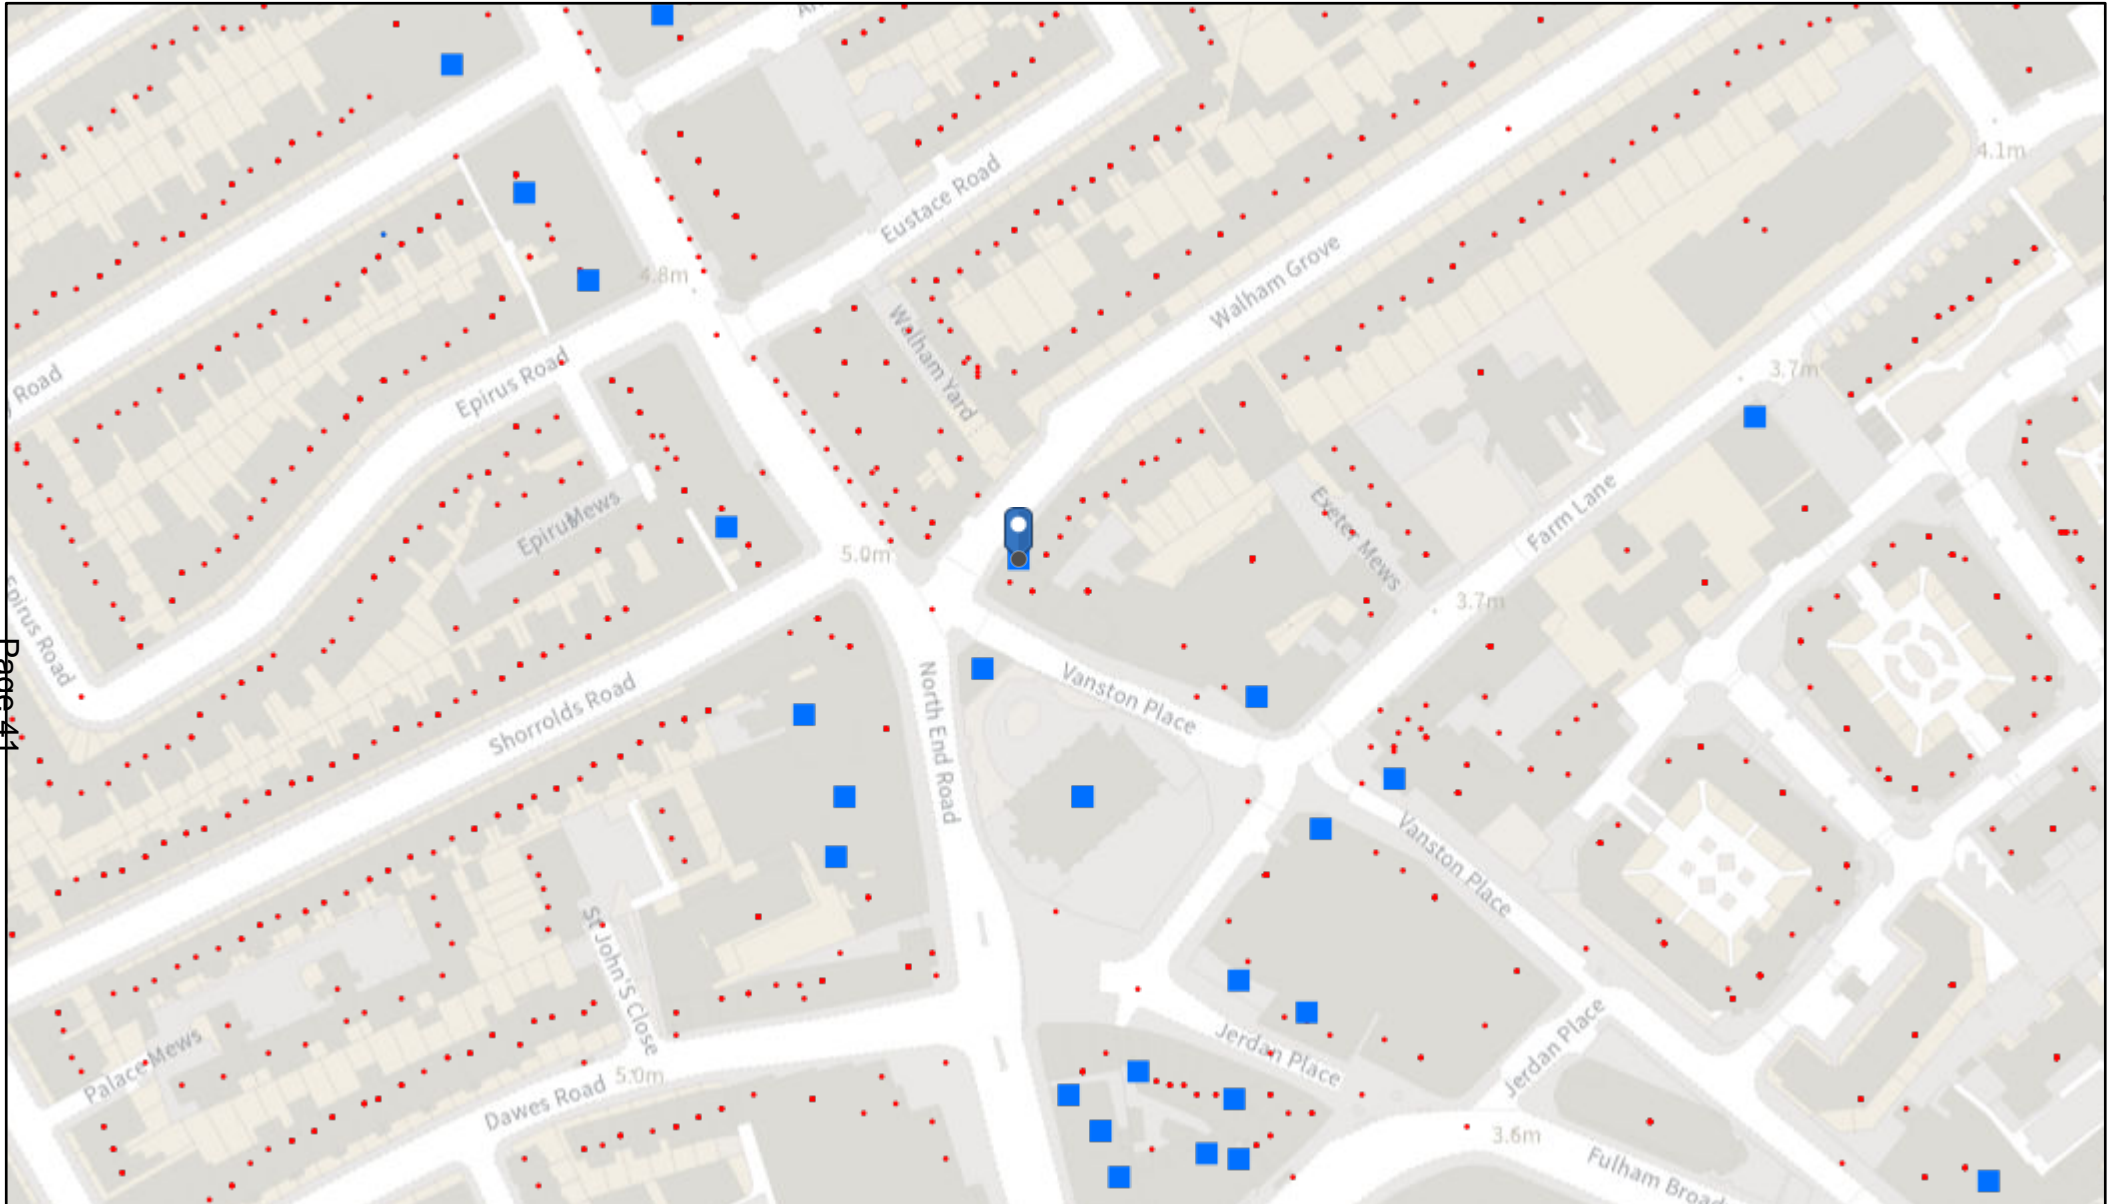 Eustace Road
4.1m
4.8m
Walham Grove
Walham Yard
Road
Epirus Road
3.7m
Epirus Mews
Exeter Mews
Farm Lane
5.0m
3.7m
Epirus Road
Page 41
Shorrolds Road
North End Road
Vanston Place
Vanston Place
St John'S Close
Palace Mews
Dawes Road
5.0m
Jerdan Place
Jerdan Place
3.6m
Fulham Broad